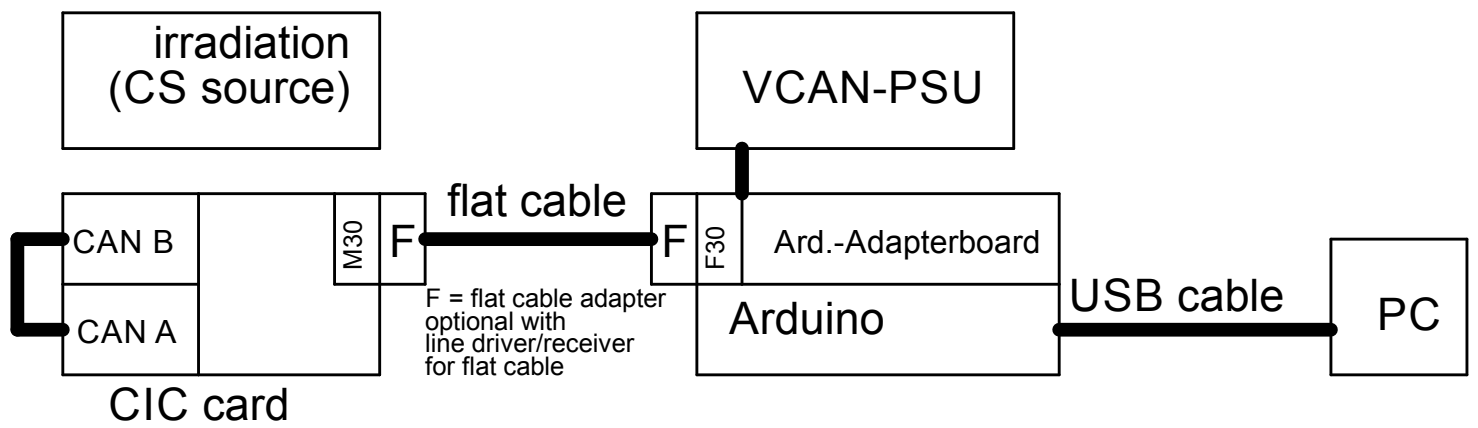 irradiation
(CS source)
VCAN-PSU
CAN B
CAN A
M30
F
flat cable
F
F30
Ard.-Adapterboard
F = flat cable adapter
optional with
line driver/receiver
for flat cable
Arduino
USB cable
PC
CIC card